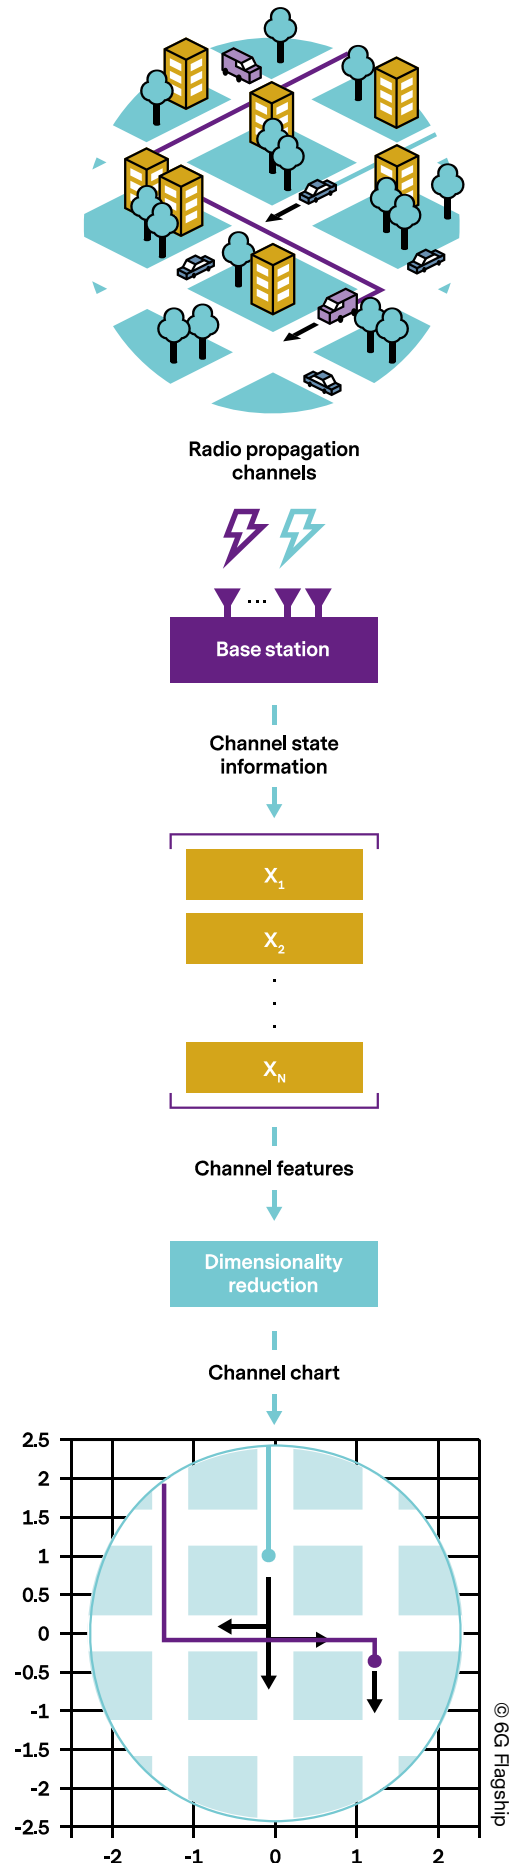 Radio propagation
channels
...
Base station
Channel state
information
X1
X2
.
.
.
XN
Channel features
Dimensionality
reduction
Channel chart
2.5
2
1.5
1
0.5
0
-0.5
-1
-1.5
-2
-2.5
-2 -1 0 1 2
© 6G Flagship